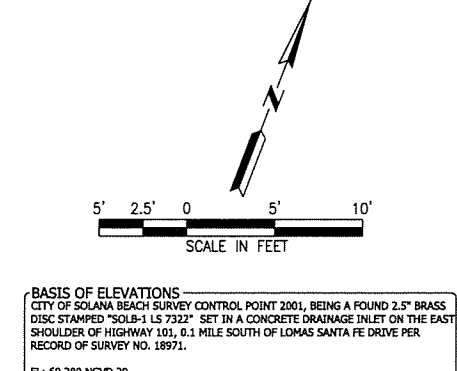 N
5' 2.5' 0 5' 10'
SCALE IN FEET
BASIS OF ELEVATIONS
CITY OF SOLANA BEACH SURVEY CONTROL POINT 2001, BEING A FOUND 2.5" BRASS
DISC STAMPED "SOLB-1 LS 7322" SET IN A CONCRETE DRAINAGE INLET ON THE EAST
SHOULDER OF HIGHWAY 101, 0.1 MILE SOUTH OF LOMAS SANTA FE DRIVE PER
RECORD OF SURVEY NO. 18971.